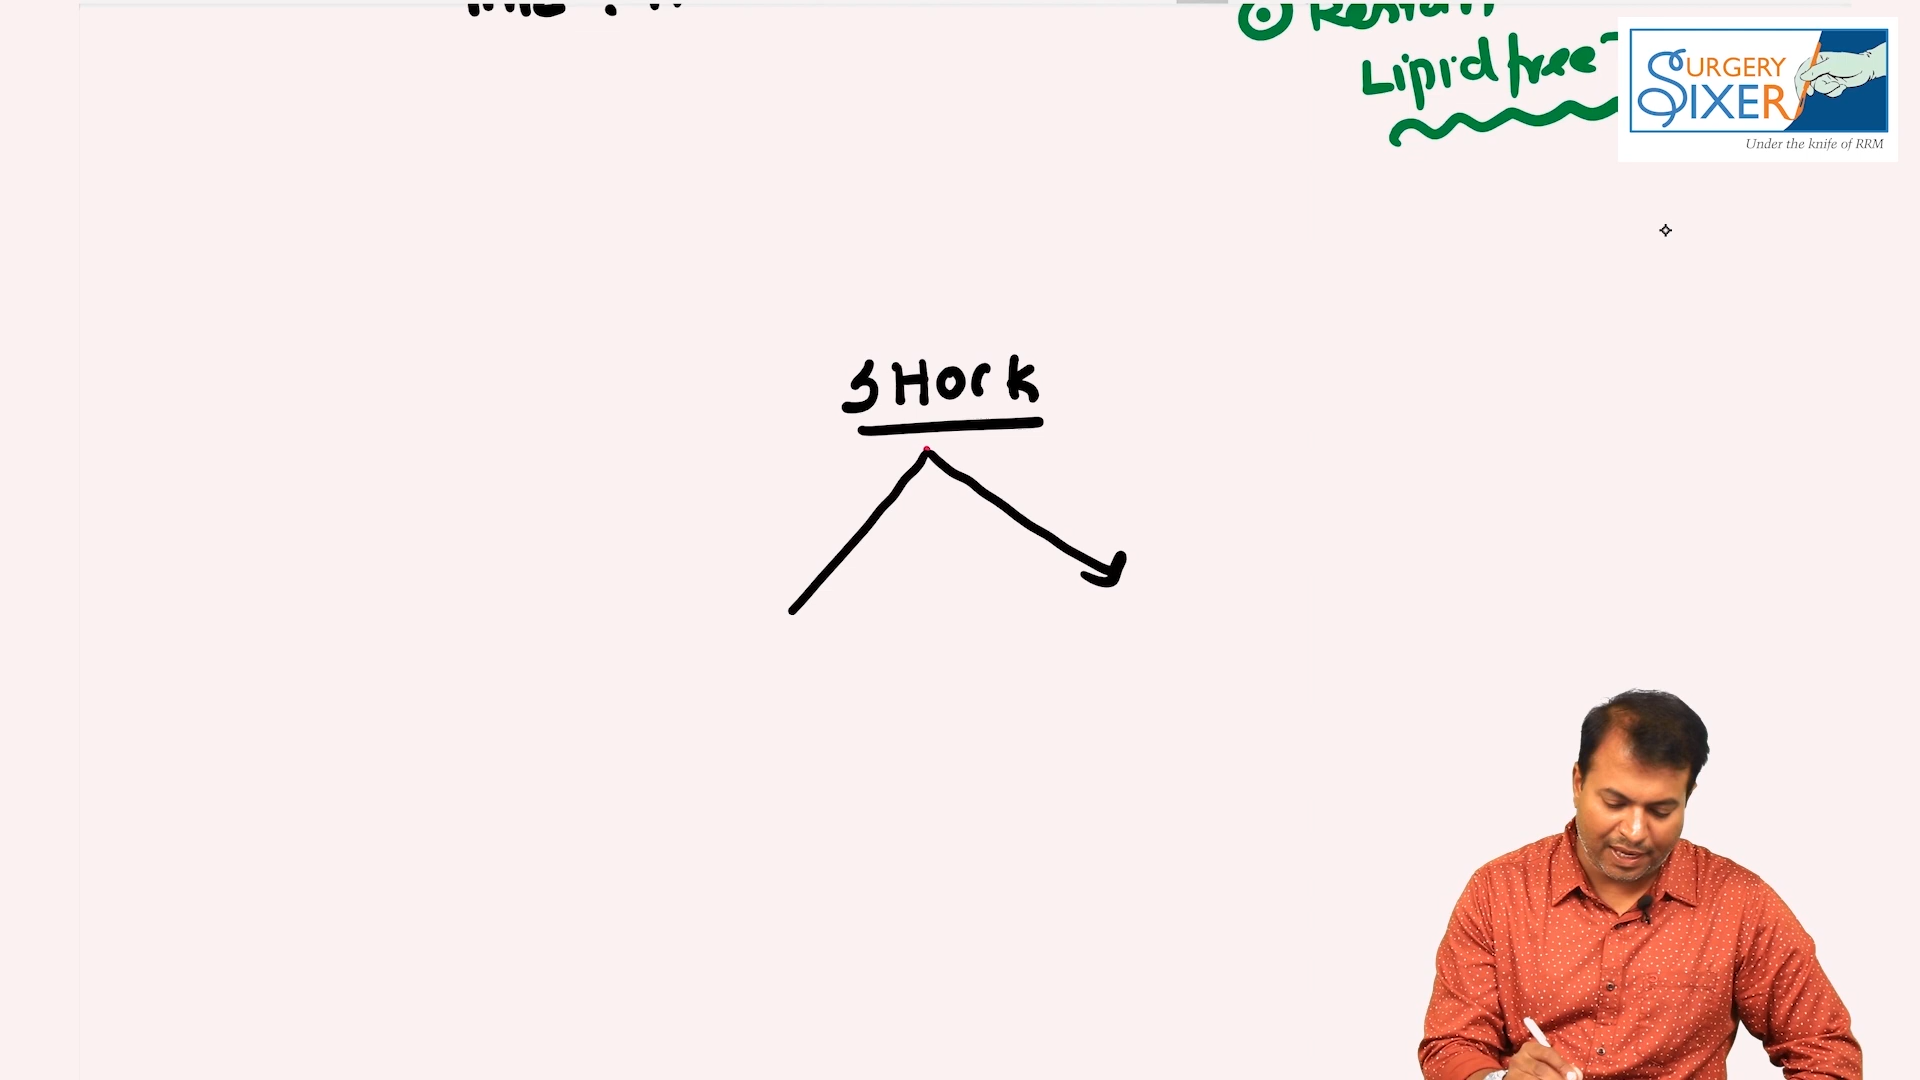 Lipid free
SURGERY
SIXER
Under the knife of RRM
SHock